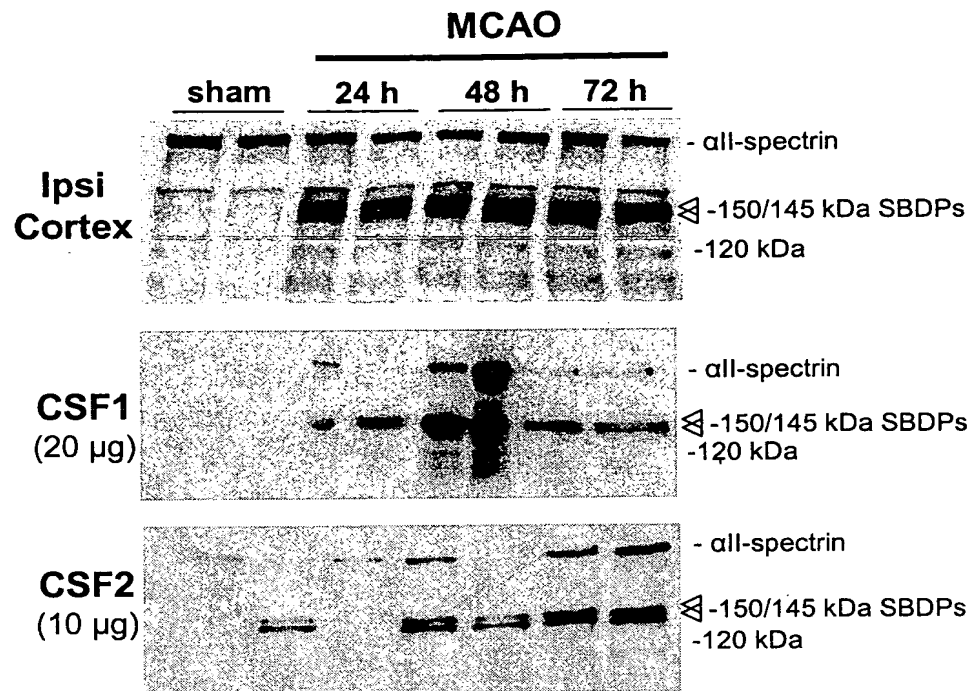 MCAO
sham 24 h 48 h 72 h
Ipsi
Cortex
- αII-spectrin
-150/145 kDa SBDPs
-120 kDa
CSF1
(20 µg)
- αII-spectrin
-150/145 kDa SBDPs
-120 kDa
CSF2
(10 µg)
- αII-spectrin
-150/145 kDa SBDPs
-120 kDa